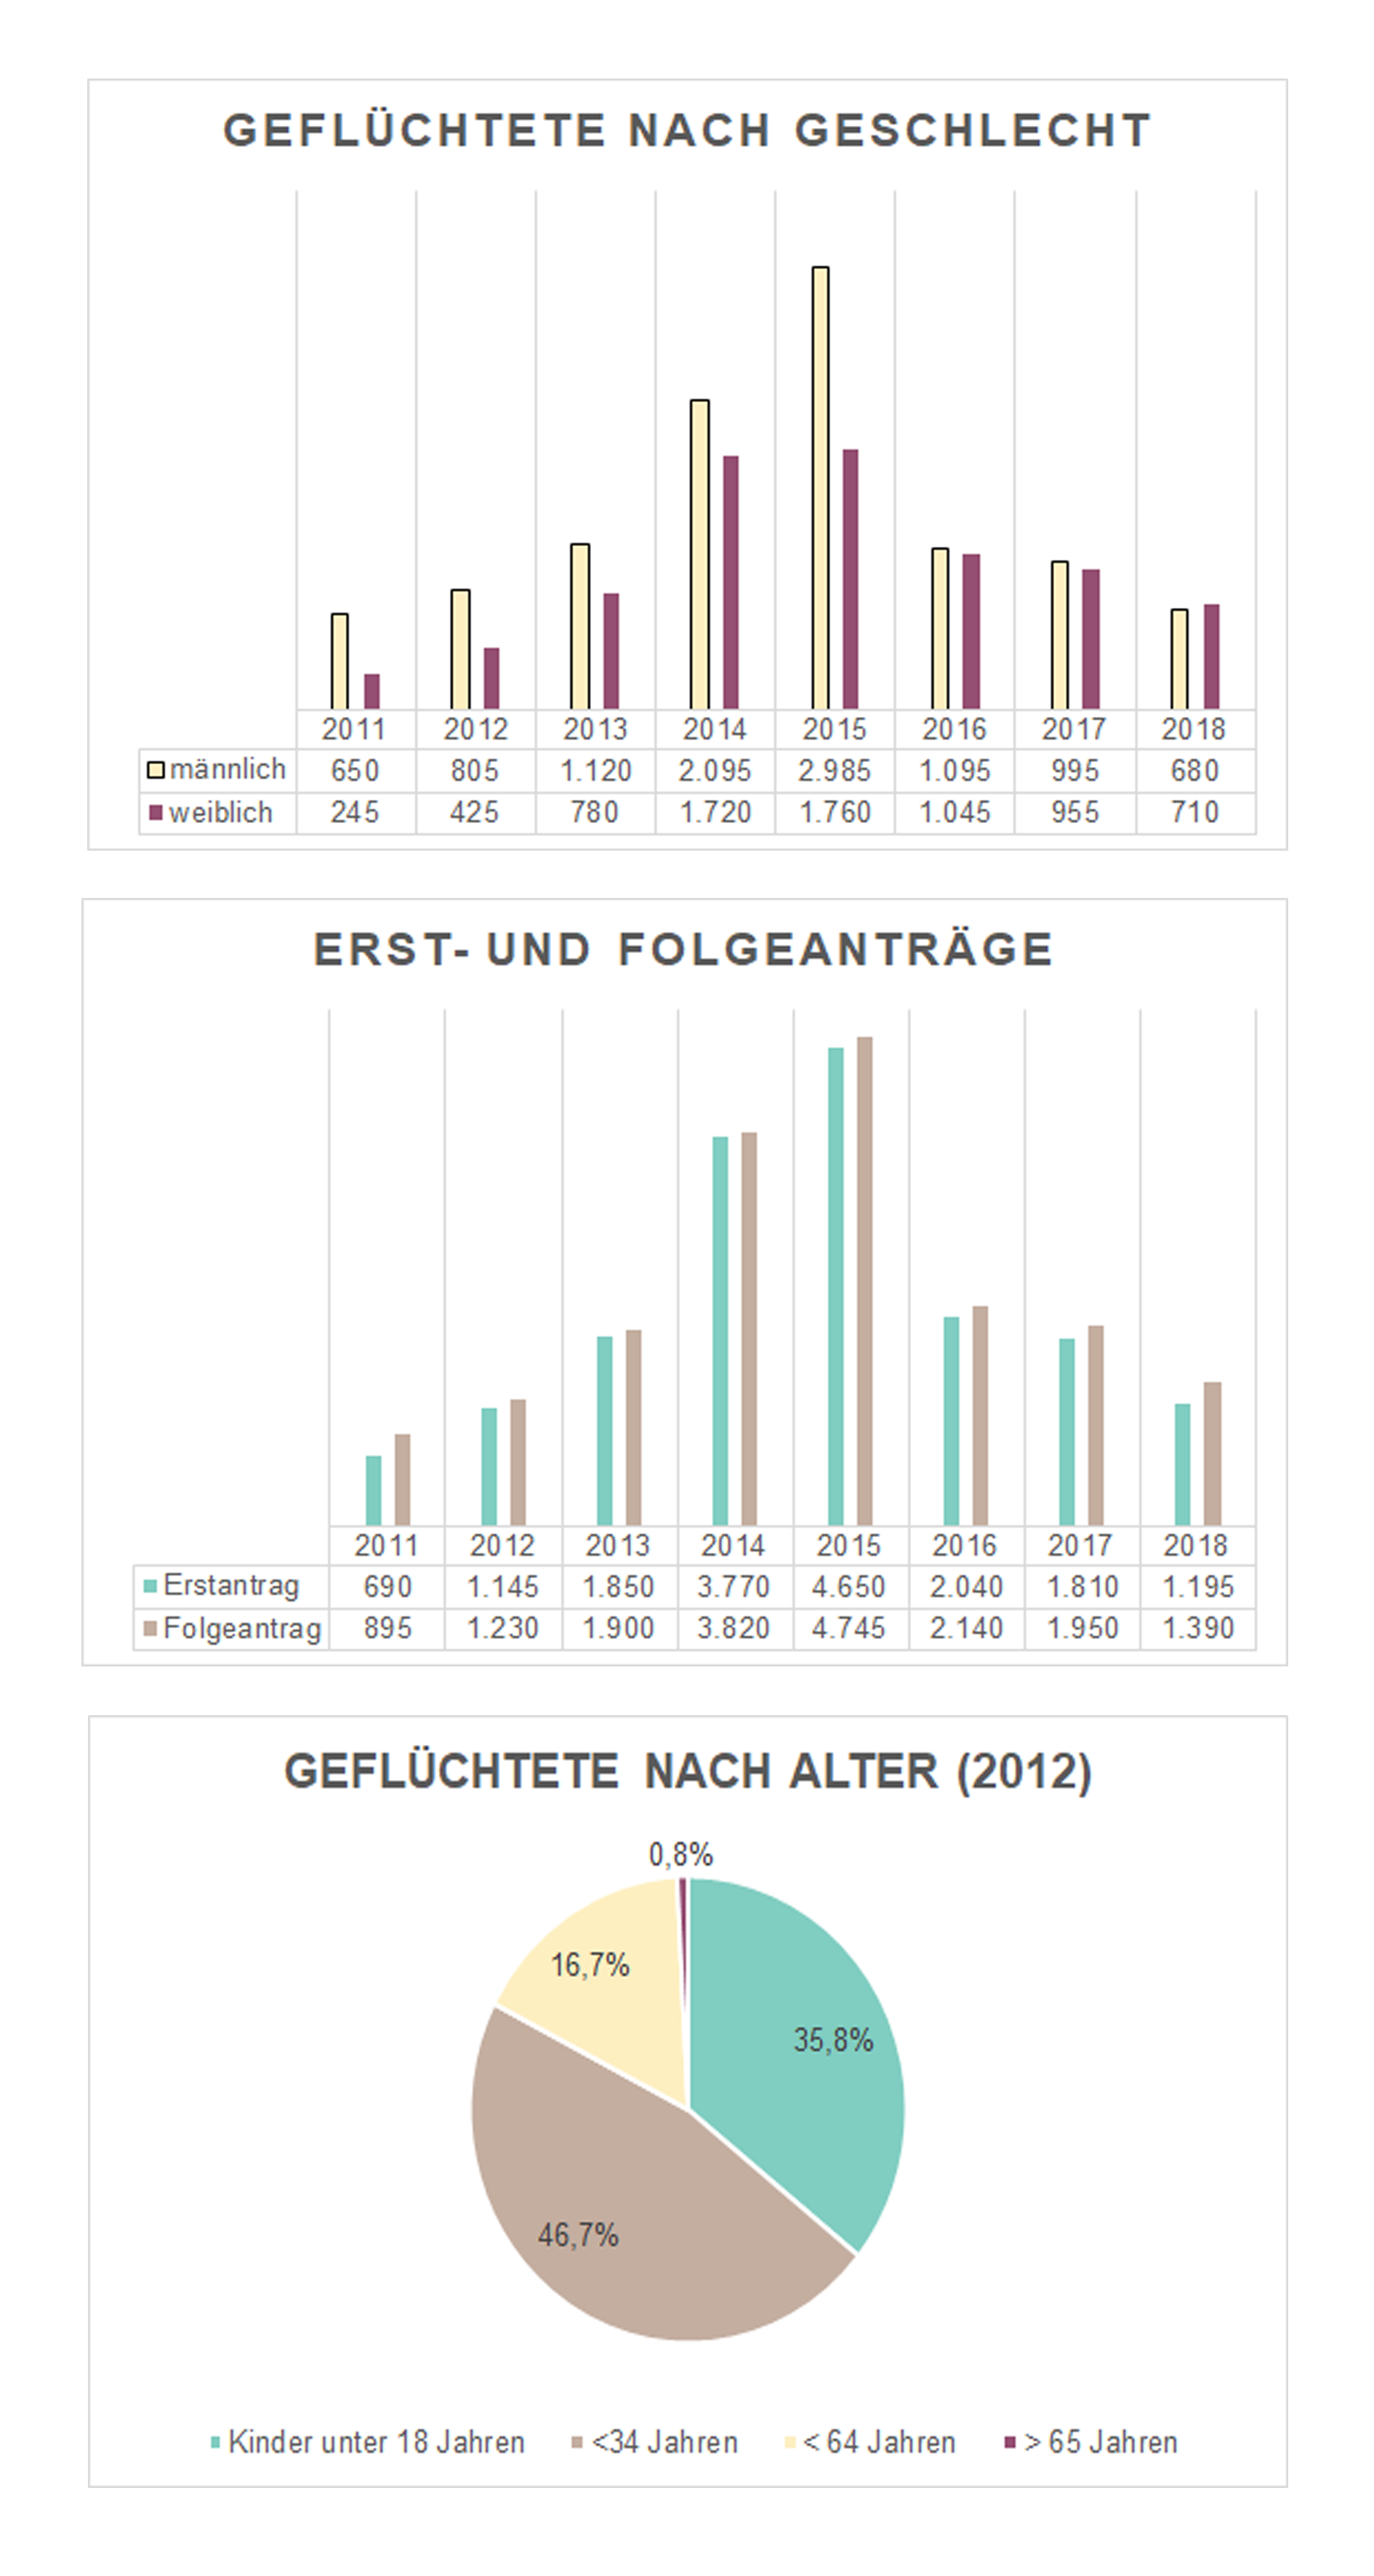 GEFLÜCHTETE NACH GESCHLECHT
2011 2012 2013 2014 2015 2016 2017 2018
männlich 650 805 1.120 2.095 2.985 1.095 995 680
weiblich 245 425 780 1.720 1.760 1.045 955 710
ERST- UND FOLGEANTRÄGE
2011 2012 2013 2014 2015 2016 2017 2018
Erstantrag 690 1.145 1.850 3.770 4.650 2.040 1.810 1.195
Folgeantrag 895 1.230 1.900 3.820 4.745 2.140 1.950 1.390
GEFLÜCHTETE NACH ALTER (2012)
0,8%
16,7%
35,8%
46,7%
Kinder unter 18 Jahren <34 Jahren < 64 Jahren > 65 Jahren